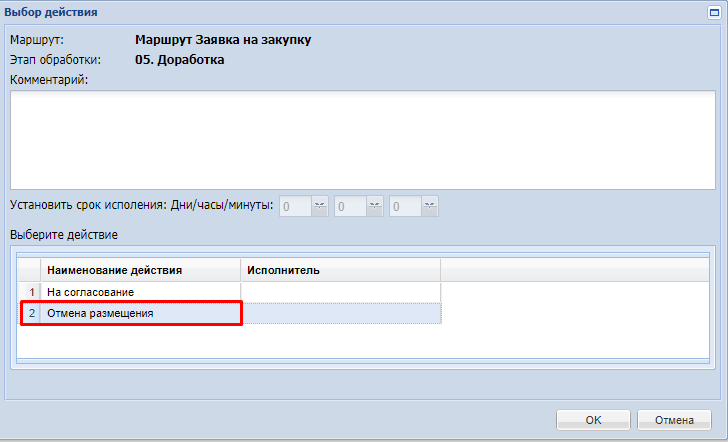 Выбор действия
Маршрут: Маршрут Заявка на закупку
Этап обработки: 05. Доработка
Комментарий:
Установить срок исполения: Дни/часы/минуты: 0 0 0
Выберите действие
Наименование действия Исполнитель
1 На согласование
2 Отмена размещения
OK Отмена